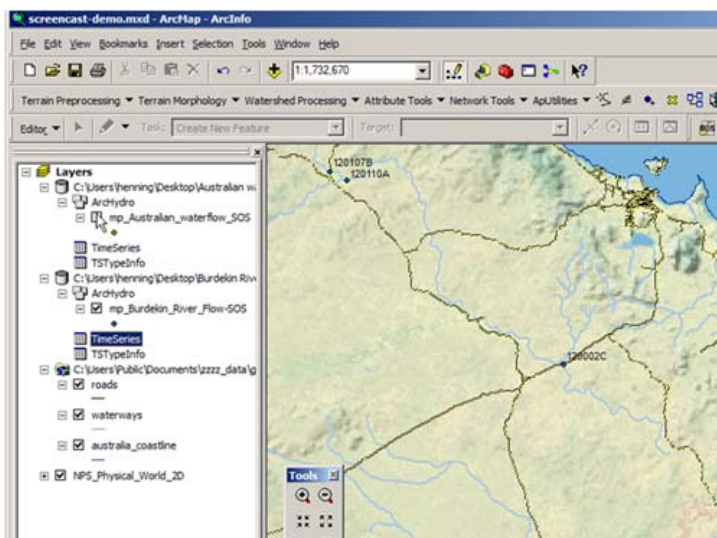 screencast-demo.mxd - ArcMap - ArcInfo
File Edit View Bookmarks Insert Selection Tools Window Help
1:1,732,670
Terrain Preprocessing Terrain Morphology Watershed Processing Attribute Tools Network Tools ApUtilities
Editor Task: Create New Feature Target:
Layers
C:\Users\henning\Desktop\Australian w
ArcHydro
mp_Australian_waterflow_SOS
TimeSeries
TSTypeInfo
C:\Users\henning\Desktop\Burdekin Riv
ArcHydro
mp_Burdekin_River_Flow-SOS
TimeSeries
TSTypeInfo
C:\Users\Public\Documents\zzzz_data\g
roads
waterways
australia_coastline
NPS_Physical_World_2D
120107B
120110A
120002C
Tools